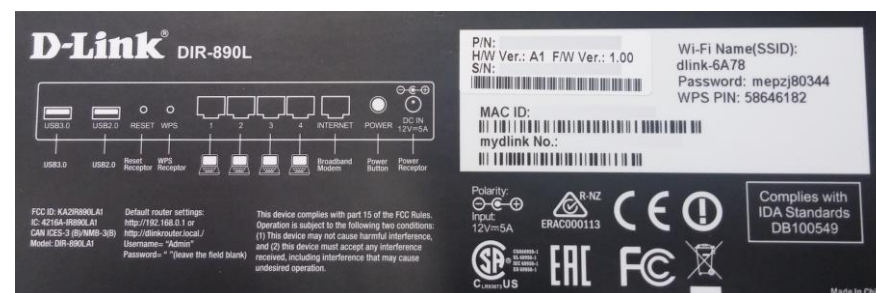 D-Link DIR-890L
USB3.0 USB2.0 RESET WPS 1 2 3 4 INTERNET POWER DC IN
12V⎓5A
USB3.0 USB2.0 Reset Receptor WPS Receptor Broadband Modem Power Button Power Receptor
FCC ID: KA2IR890LA1
IC: 4216A-IR890LA1
CAN ICES-3 (B)/NMB-3(B)
Model: DIR-890LA1
Default router settings:
http://192.168.0.1 or
http://dlinkrouter.local./
Username= "Admin"
Password= " "(leave the field blank)
This device complies with part 15 of the FCC Rules.
Operation is subject to the following two conditions:
(1) This device may not cause harmful interference,
and (2) this device must accept any interference
received, including interference that may cause
undesired operation.
P/N:
H/W Ver.: A1 F/W Ver.: 1.00
S/N:
Wi-Fi Name(SSID):
dlink-6A78
Password: mepzj80344
WPS PIN: 58646182
MAC ID:
mydlink No.:
Polarity:
Input:
12V⎓5A
R-NZ
ERAC000113
CE
Complies with
IDA Standards
DB100549
SP
C US
EAC
FC
Made in Chi